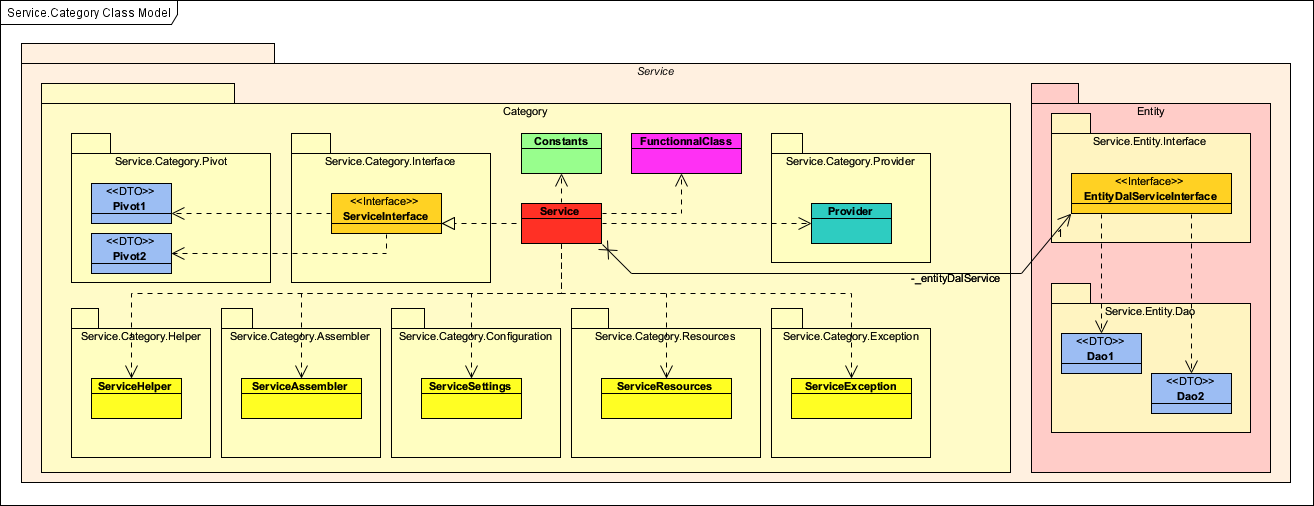 Service.Category Class Model
Service
Category
Entity
Service.Category.Pivot
<<DTO>>
Pivot1
<<DTO>>
Pivot2
Service.Category.Interface
<<Interface>>
ServiceInterface
Constants
FunctionnalClass
Service
Service.Category.Provider
Provider
Service.Entity.Interface
<<Interface>>
EntityDalServiceInterface
1
-_entityDalService
Service.Category.Helper
ServiceHelper
Service.Category.Assembler
ServiceAssembler
Service.Category.Configuration
ServiceSettings
Service.Category.Resources
ServiceResources
Service.Category.Exception
ServiceException
Service.Entity.Dao
<<DTO>>
Dao1
<<DTO>>
Dao2